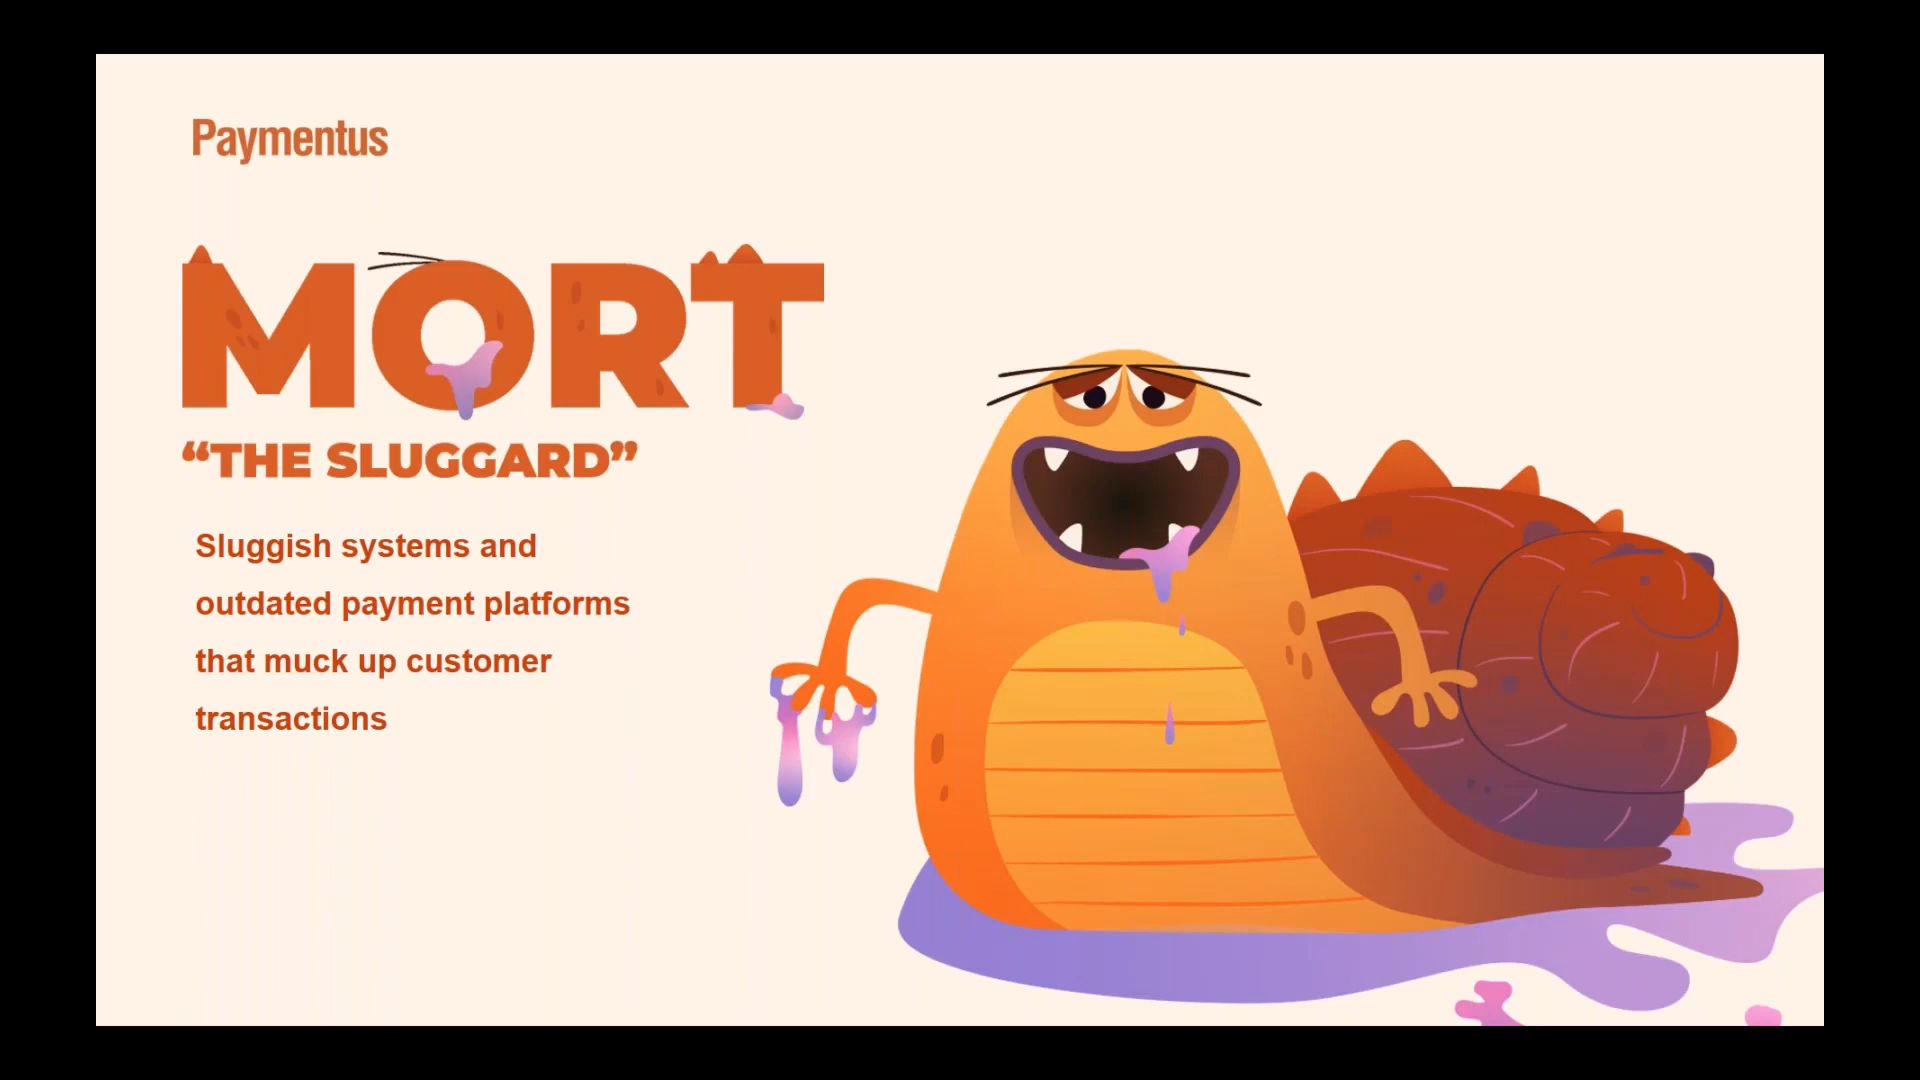 Paymentus
MORT
“THE SLUGGARD”
Sluggish systems and
outdated payment platforms
that muck up customer
transactions